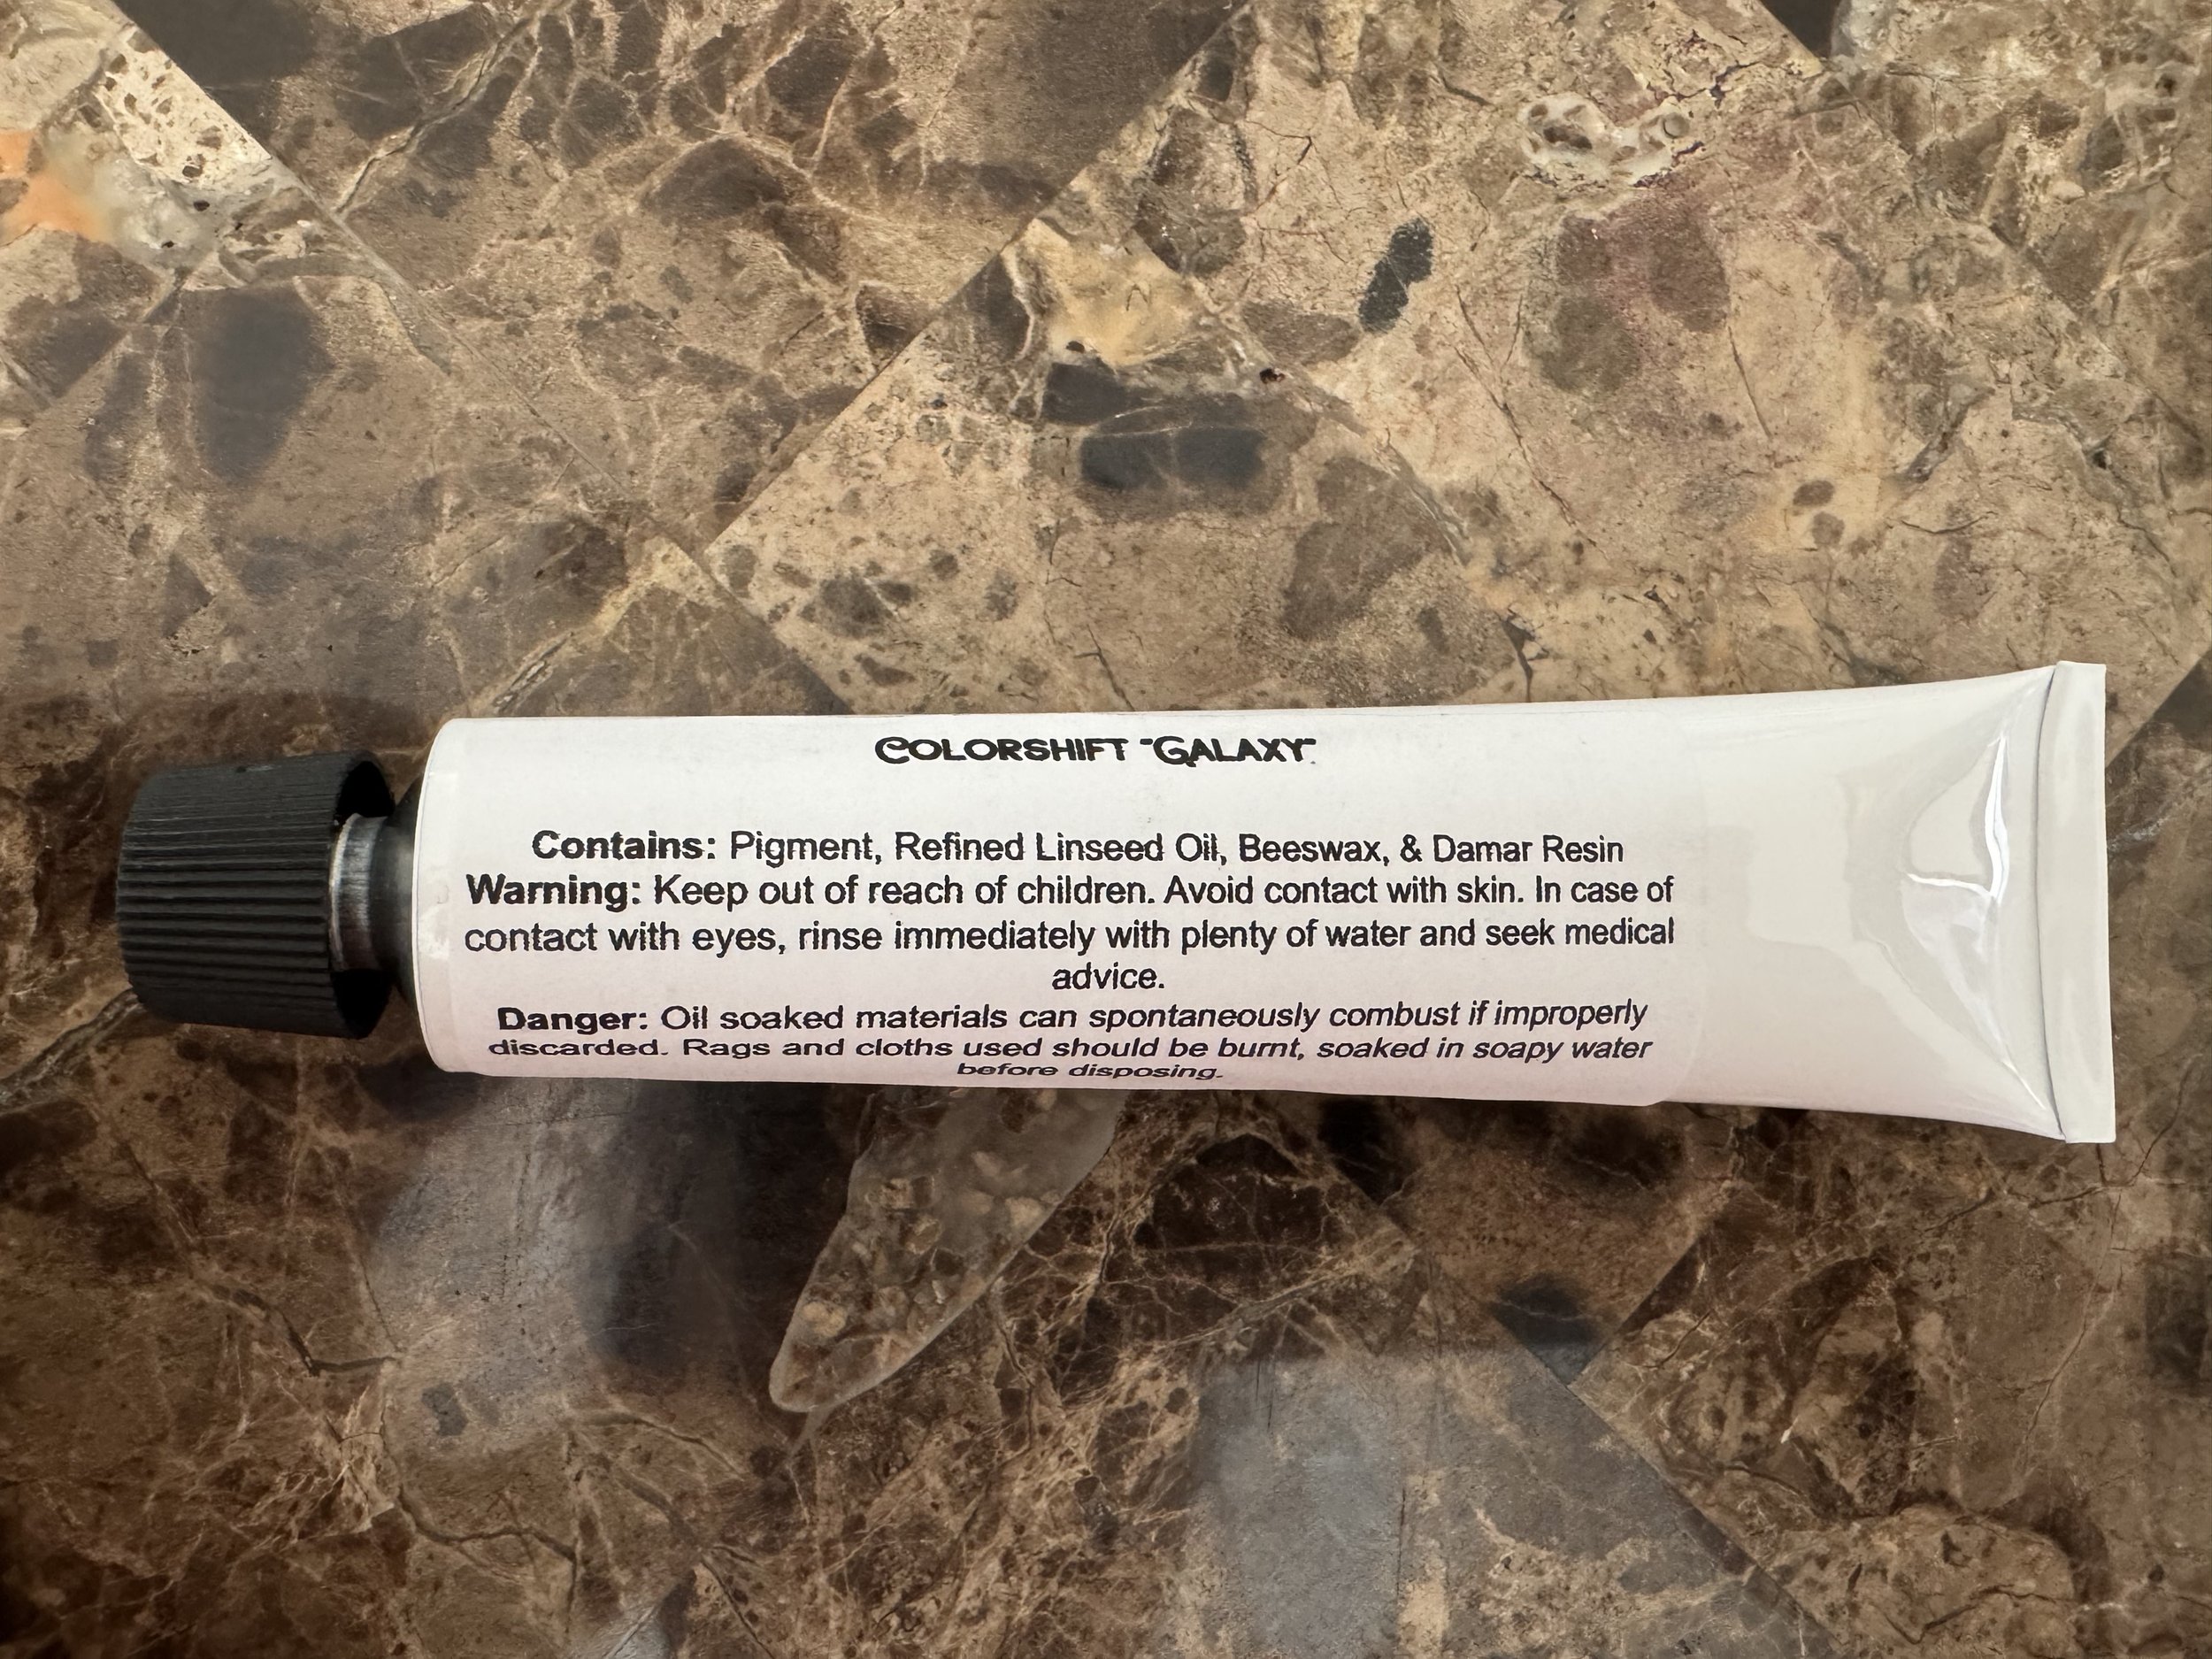 COLORSHIFT "GALAXY"
Contains: Pigment, Refined Linseed Oil, Beeswax, & Damar Resin
Warning: Keep out of reach of children. Avoid contact with skin. In case of
contact with eyes, rinse immediately with plenty of water and seek medical
advice.
Danger: Oil soaked materials can spontaneously combust if improperly
discarded. Rags and cloths used should be burnt, soaked in soapy water
before disposing.